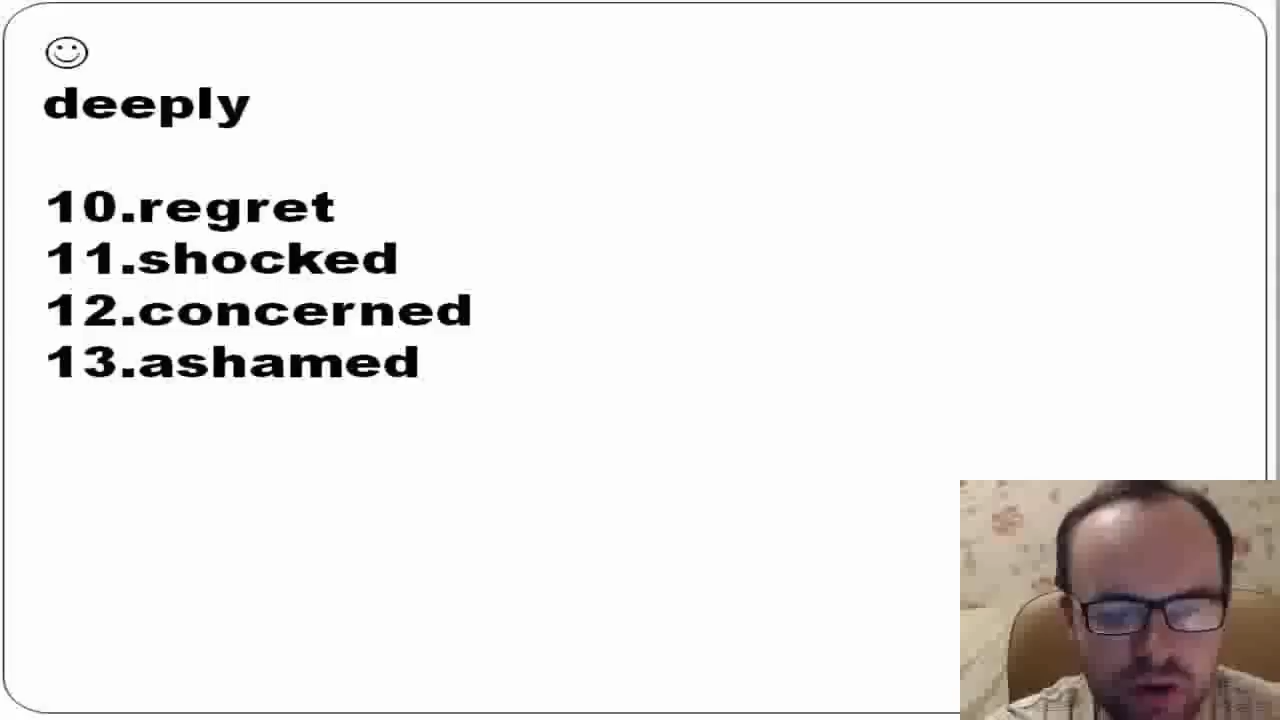 deeply
10.regret
11.shocked
12.concerned
13.ashamed